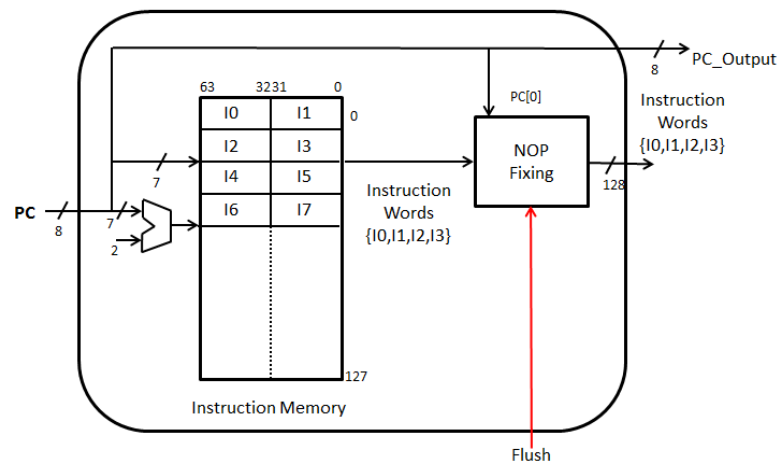 8
PC_Output
63
3231
0
PC[0]
Instruction
Words
{I0,I1,I2,I3}
I0
I1
0
I2
I3
NOP
Fixing
7
I4
I5
128
Instruction
Words
{I0,I1,I2,I3}
PC
8
7
I6
I7
2
127
Instruction Memory
Flush